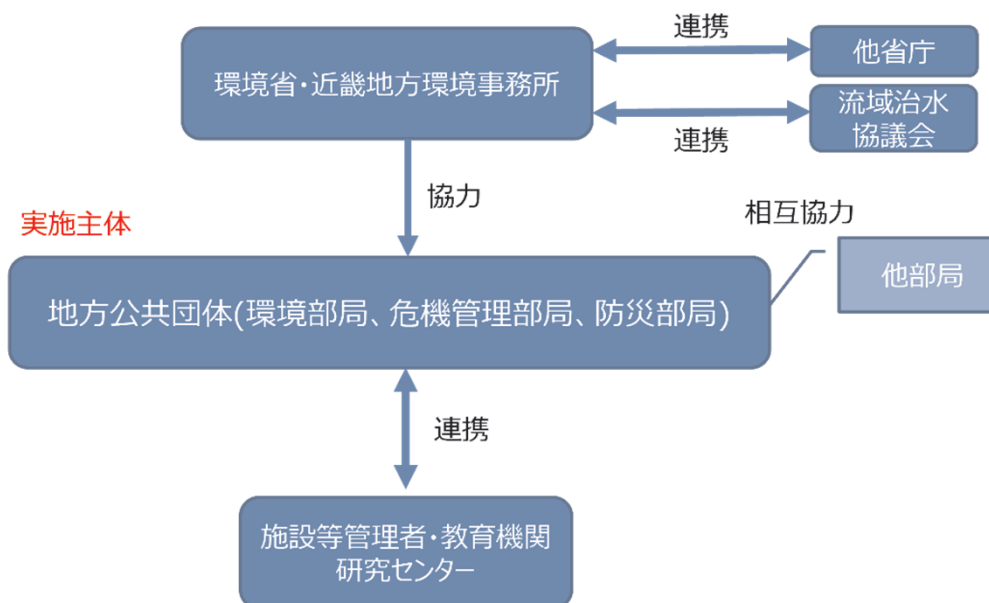 連携
他省庁
環境省・近畿地方環境事務所
流域治水
協議会
連携
協力
相互協力
実施主体
他部局
地方公共団体(環境部局、危機管理部局、防災部局)
連携
施設等管理者・教育機関
研究センター